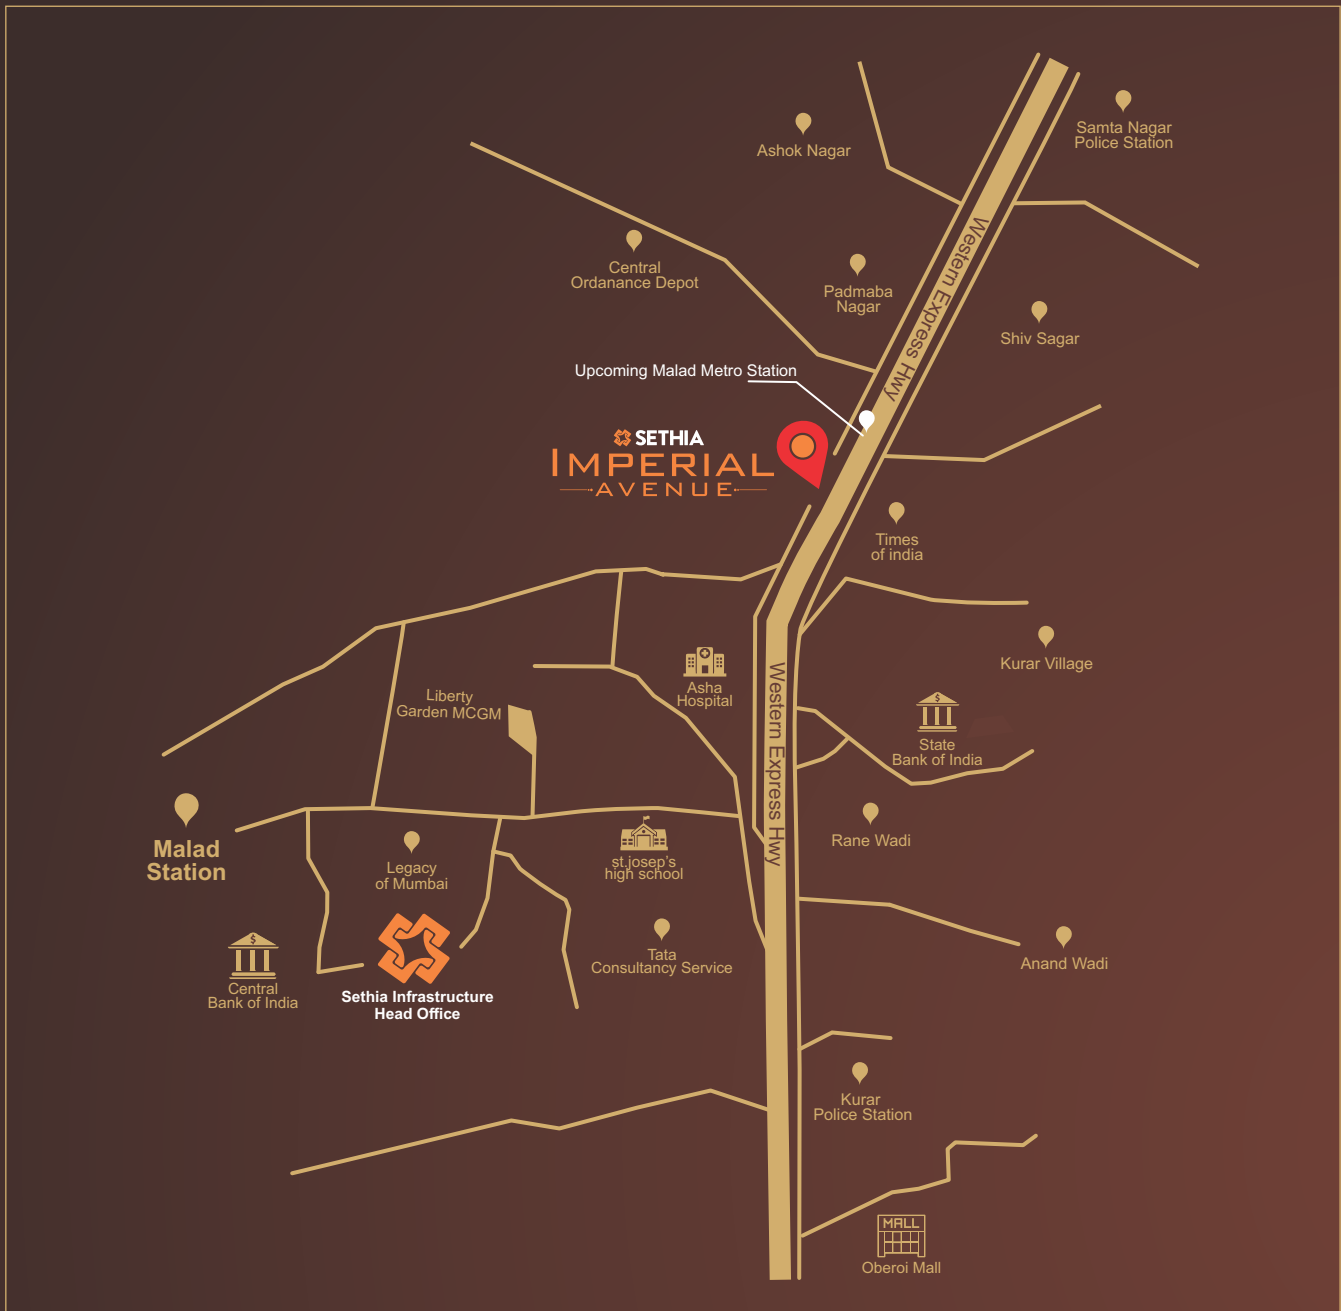 Samta Nagar
Police Station
Ashok Nagar
Central
Ordanance Depot
Padmaba
Nagar
Western Express Hwy
Shiv Sagar
Upcoming Malad Metro Station
SETHIA
IMPERIAL
AVENUE
Times
of india
Kurar Village
Asha
Hospital
Liberty
Garden MCGM
Western Express Hwy
$
State
Bank of India
Malad
Station
Legacy
of Mumbai
st.josep's
high school
Rane Wadi
$
Central
Bank of India
Sethia Infrastructure
Head Office
Tata
Consultancy Service
Anand Wadi
Kurar
Police Station
MALL
Oberoi Mall